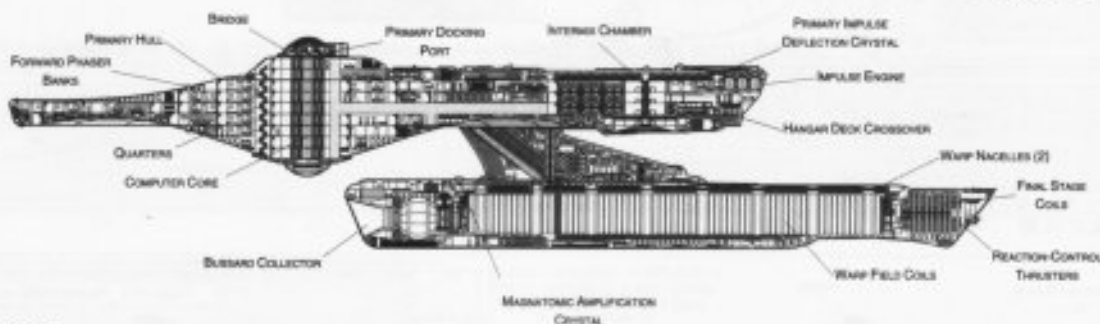 BRIDGE
PRIMARY HULL
FORWARD PHASER
BANKS
PRIMARY DOCKING
PORT
INTERMIX CHAMBER
PRIMARY IMPULSE
DEFLECTION CRYSTAL
IMPULSE ENGINE
HANGAR DECK CROSSOVER
QUARTERS
COMPUTER CORE
WARP NACELLES (2)
FINAL STAGE
COILS
BUSSARD COLLECTOR
MAGNATOMIC AMPLIFICATION
CRYSTAL
WARP FIELD COILS
REACTION-CONTROL
THRUSTERS